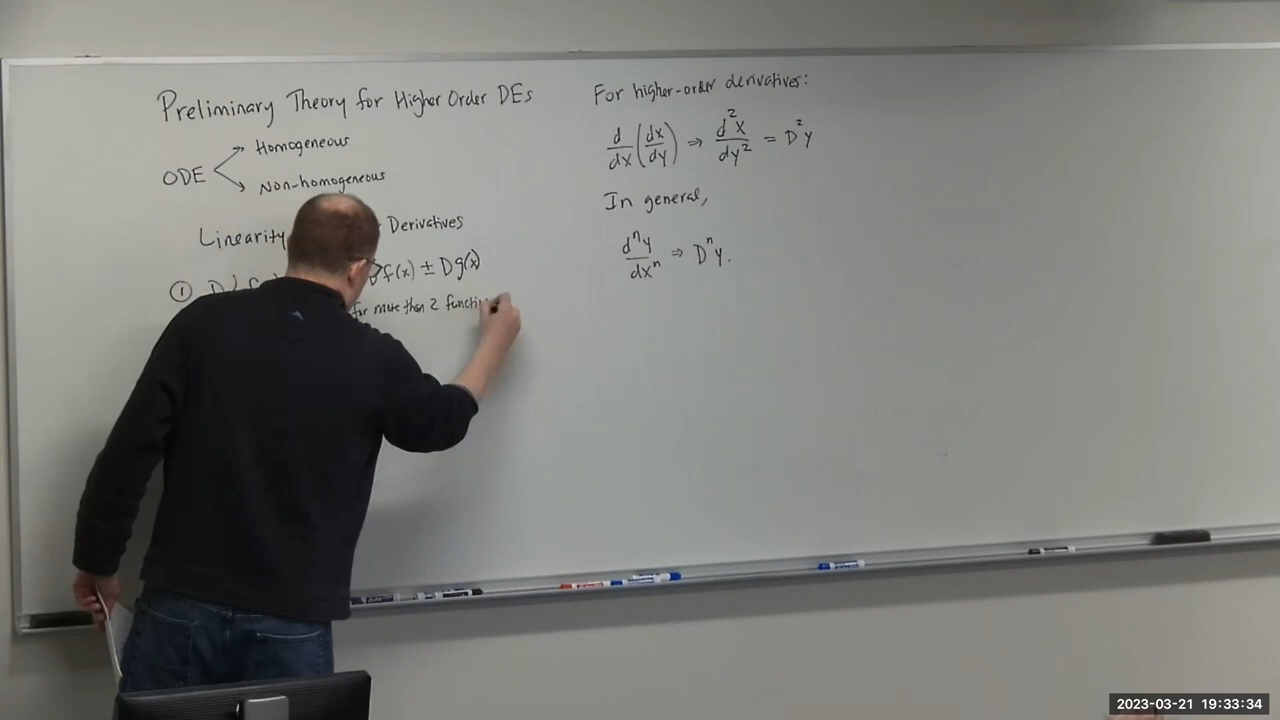 Preliminary Theory for Higher Order DEs
ODE
Homogeneous
Non-homogeneous
Linearity Derivatives
① D f(x) ± Dg(x)
for more than 2 functi
For higher-order derivatives:
d/dx (dx/dy) ⇒ d²x/dy² = D²y
In general,
dⁿy/dxⁿ ⇒ Dⁿy.
2023-03-21 19:33:34